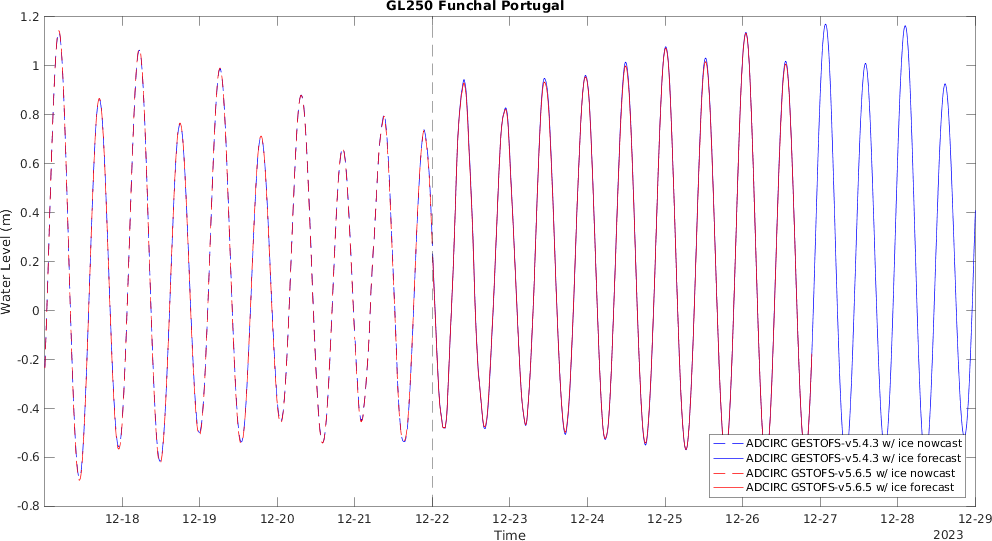 GL250 Funchal Portugal
1.2
1
0.8
0.6
0.4
0.2
0
-0.2
-0.4
-0.6
-0.8
Water Level (m)
ADCIRC GESTOFS-v5.4.3 w/ ice nowcast
ADCIRC GESTOFS-v5.4.3 w/ ice forecast
ADCIRC GSTOFS-v5.6.5 w/ ice nowcast
ADCIRC GSTOFS-v5.6.5 w/ ice forecast
12-18 12-19 12-20 12-21 12-22 12-23 12-24 12-25 12-26 12-27 12-28 12-29
Time
2023